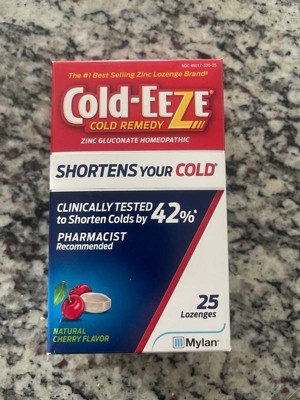 The #1 Best Selling Zinc Lozenge Brand!
COLD-EEZE®
COLD REMEDY
ZINC GLUCONATE HOMEOPATHIC
SHORTENS YOUR COLD*
CLINICALLY TESTED
to Shorten Colds by 42%*
PHARMACIST
Recommended
NATURAL
CHERRY FLAVOR
25
Lozenges
Mylan®